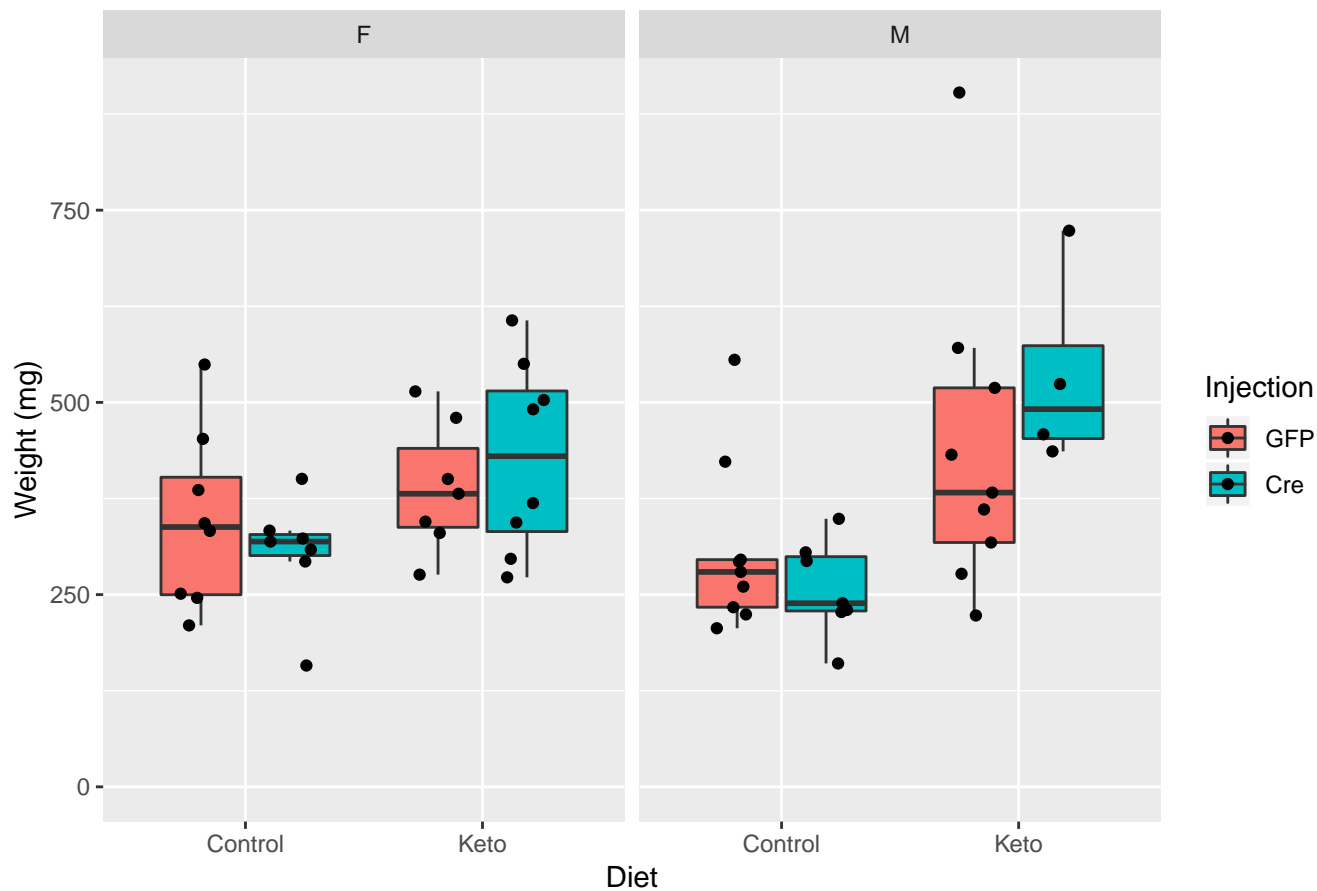 F
M
750
500
250
0
Weight (mg)
Control
Keto
Control
Keto
Diet
Injection
GFP
Cre